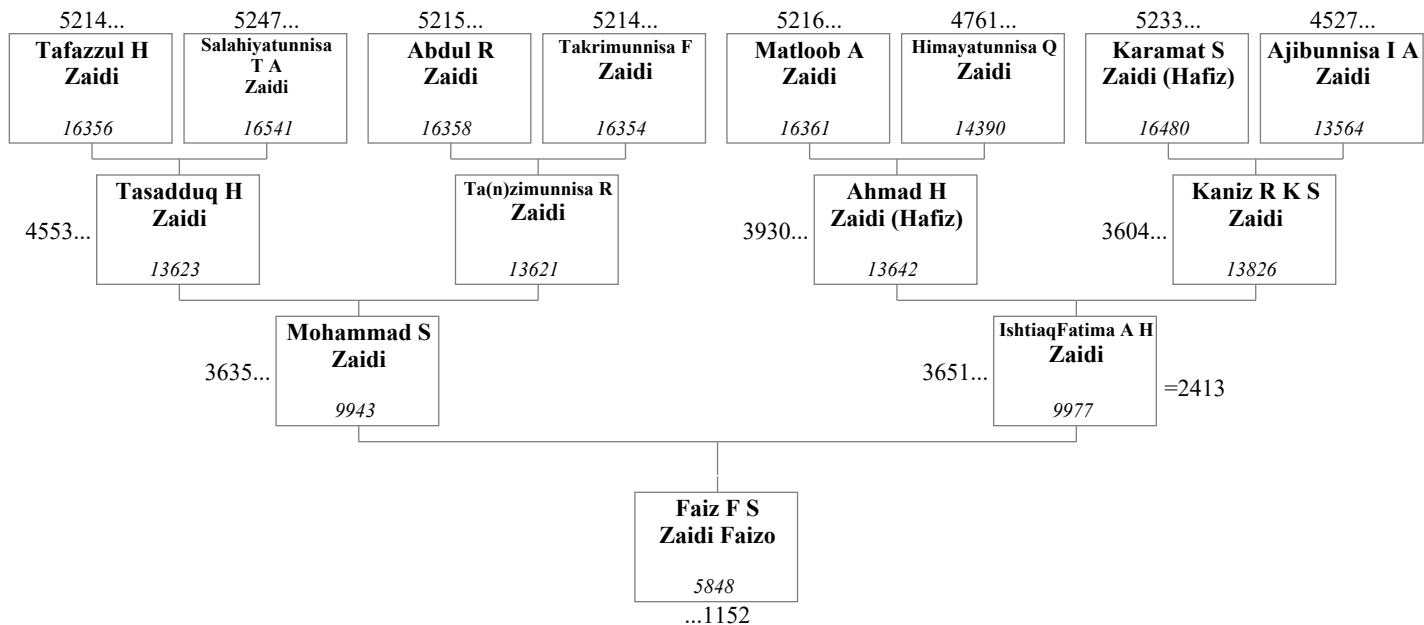 5214... 5247... 5215... 5214... 5216... 4761... 5233... 4527...
Tafazzul H
Zaidi
16356
Salahiyatunnisa
T A
Zaidi
16541
Abdul R
Zaidi
16358
Takrimunnisa F
Zaidi
16354
Matloob A
Zaidi
16361
Himayatunnisa Q
Zaidi
14390
Karamat S
Zaidi (Hafiz)
16480
Ajibunnisa I A
Zaidi
13564
4553...
Tasadduq H
Zaidi
13623
Ta(n)zimunnisa R
Zaidi
13621
3930...
Ahmad H
Zaidi (Hafiz)
13642
3604...
Kaniz R K S
Zaidi
13826
3635...
Mohammad S
Zaidi
9943
3651...
IshtiaqFatima A H
Zaidi
9977
=2413
Faiz F S
Zaidi Faizo
5848
...1152